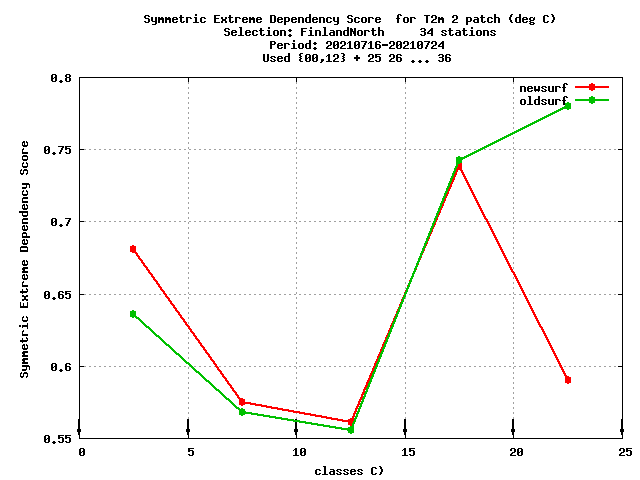 Symmetric Extreme Dependency Score for T2m 2 patch (deg C)
Selection: FinlandNorth 34 stations
Period: 20210716-20210724
Used {00,12} + 25 26 ... 36
newsurf
oldsurf
Symmetric Extreme Dependency Score
0.8
0.75
0.7
0.65
0.6
0.55
0 5 10 15 20 25
classes C)